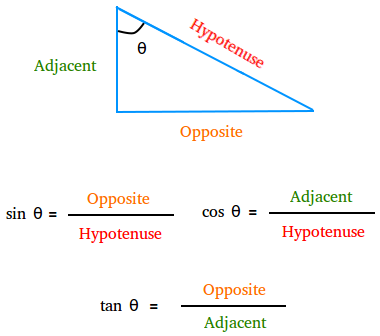 Hypotenuse
θ
Adjacent
Opposite
sin θ = Opposite
Hypotenuse
cos θ = Adjacent
Hypotenuse
tan θ = Opposite
Adjacent